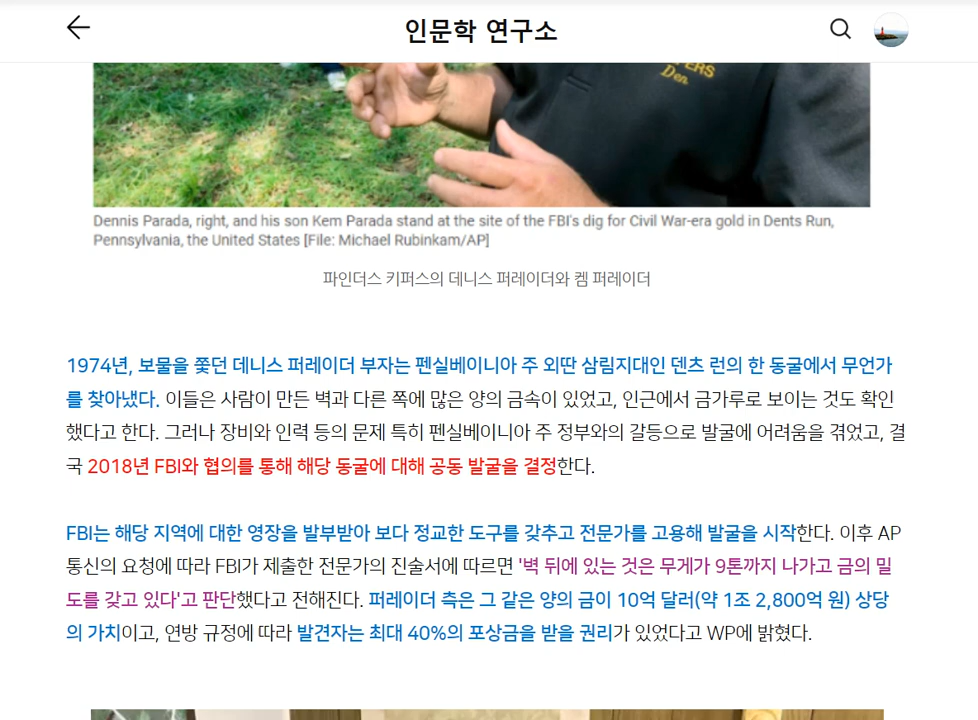 인문학 연구소
ERS
Den.
Dennis Parada, right, and his son Kem Parada stand at the site of the FBI's dig for Civil War-era gold in Dents Run,
Pennsylvania, the United States [File: Michael Rubinkam/AP]
파인더스 키퍼스의 데니스 퍼레이더와 켐 퍼레이더
1974년, 보물을 쫓던 데니스 퍼레이더 부자는 펜실베이니아 주 외딴 삼림지대인 덴츠 런의 한 동굴에서 무언가
를 찾아냈다. 이들은 사람이 만든 벽과 다른 쪽에 많은 양의 금속이 있었고, 인근에서 금가루로 보이는 것도 확인
했다고 한다. 그러나 장비와 인력 등의 문제 특히 펜실베이니아 주 정부와의 갈등으로 발굴에 어려움을 겪었고, 결
국 2018년 FBI와 협의를 통해 해당 동굴에 대해 공동 발굴을 결정한다.
FBI는 해당 지역에 대한 영장을 발부받아 보다 정교한 도구를 갖추고 전문가를 고용해 발굴을 시작한다. 이후 AP
통신의 요청에 따라 FBI가 제출한 전문가의 진술서에 따르면 '벽 뒤에 있는 것은 무게가 9톤까지 나가고 금의 밀
도를 갖고 있다'고 판단했다고 전해진다. 퍼레이더 측은 그 같은 양의 금이 10억 달러(약 1조 2,800억 원) 상당
의 가치이고, 연방 규정에 따라 발견자는 최대 40%의 포상금을 받을 권리가 있었다고 WP에 밝혔다.